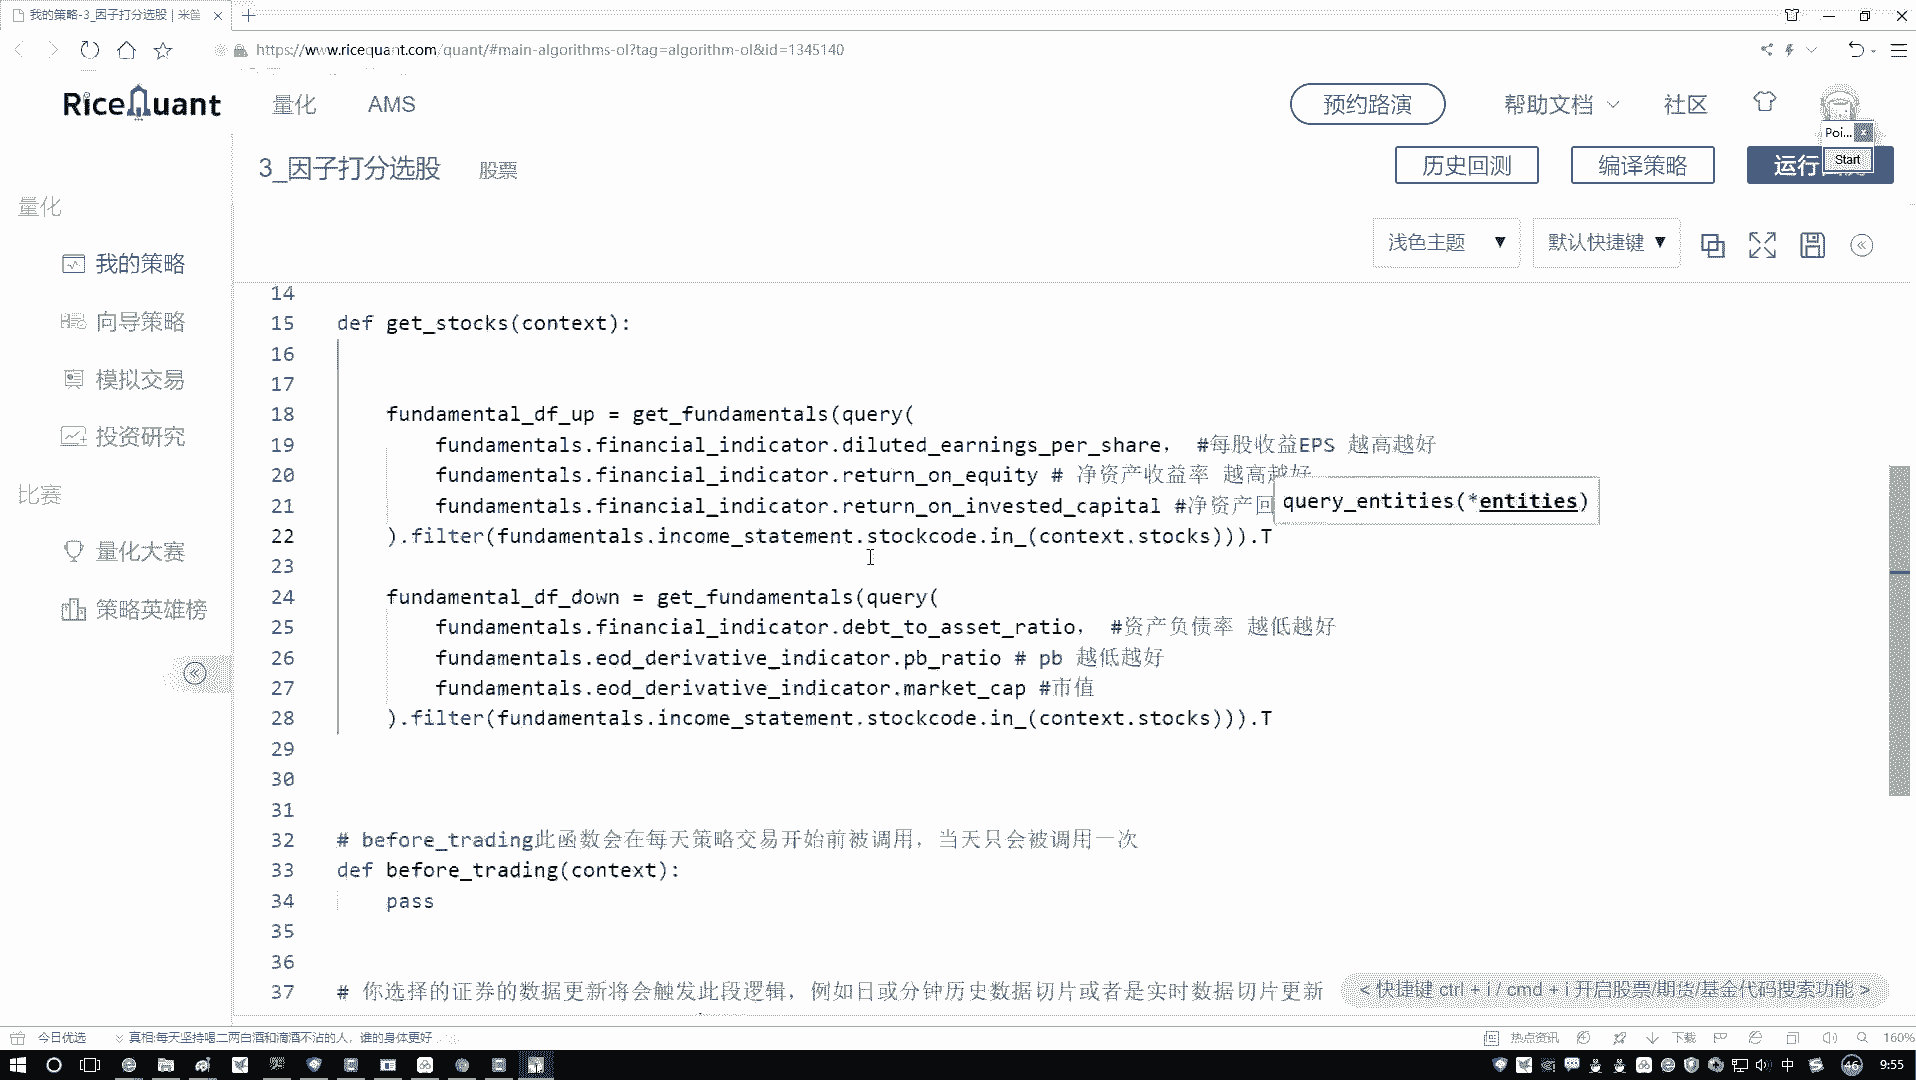 我的策略-3_因子打分选股 | 米筐
https://www.ricequant.com/quant/#main-algorithms-ol?tag=algorithm-ol&id=1345140
RiceQuant 量化 AMS 预约路演 帮助文档 社区
Poi...
Start
3_因子打分选股 股票 历史回测 编译策略 运行
浅色主题 默认快捷键
量化
我的策略
向导策略
模拟交易
投资研究
比赛
量化大赛
策略英雄榜
14
15 def get_stocks(context):
16
17
18 fundamental_df_up = get_fundamentals(query(
19 fundamentals.financial_indicator.diluted_earnings_per_share, #每股收益EPS 越高越好
20 fundamentals.financial_indicator.return_on_equity # 净资产收益率 越高越好
21 fundamentals.financial_indicator.return_on_invested_capital #净资产回
query_entities(*entities)
22 ).filter(fundamentals.income_statement.stockcode.in_(context.stocks))).T
23
24 fundamental_df_down = get_fundamentals(query(
25 fundamentals.financial_indicator.debt_to_asset_ratio, #资产负债率 越低越好
26 fundamentals.eod_derivative_indicator.pb_ratio # pb 越低越好
27 fundamentals.eod_derivative_indicator.market_cap #市值
28 ).filter(fundamentals.income_statement.stockcode.in_(context.stocks))).T
29
30
31
32 # before_trading此函数会在每天策略交易开始前被调用，当天只会被调用一次
33 def before_trading(context):
34 pass
35
36
37 # 你选择的证券的数据更新将会触发此段逻辑，例如日或分钟历史数据切片或者是实时数据切片更新
< 快捷键 ctrl + i / cmd + i 开启股票/期货/基金代码搜索功能 >
今日优选 真相:每天坚持喝二两白酒和滴酒不沾的人，谁的身体更好 热点资讯 下载 160%
中 46 9:55